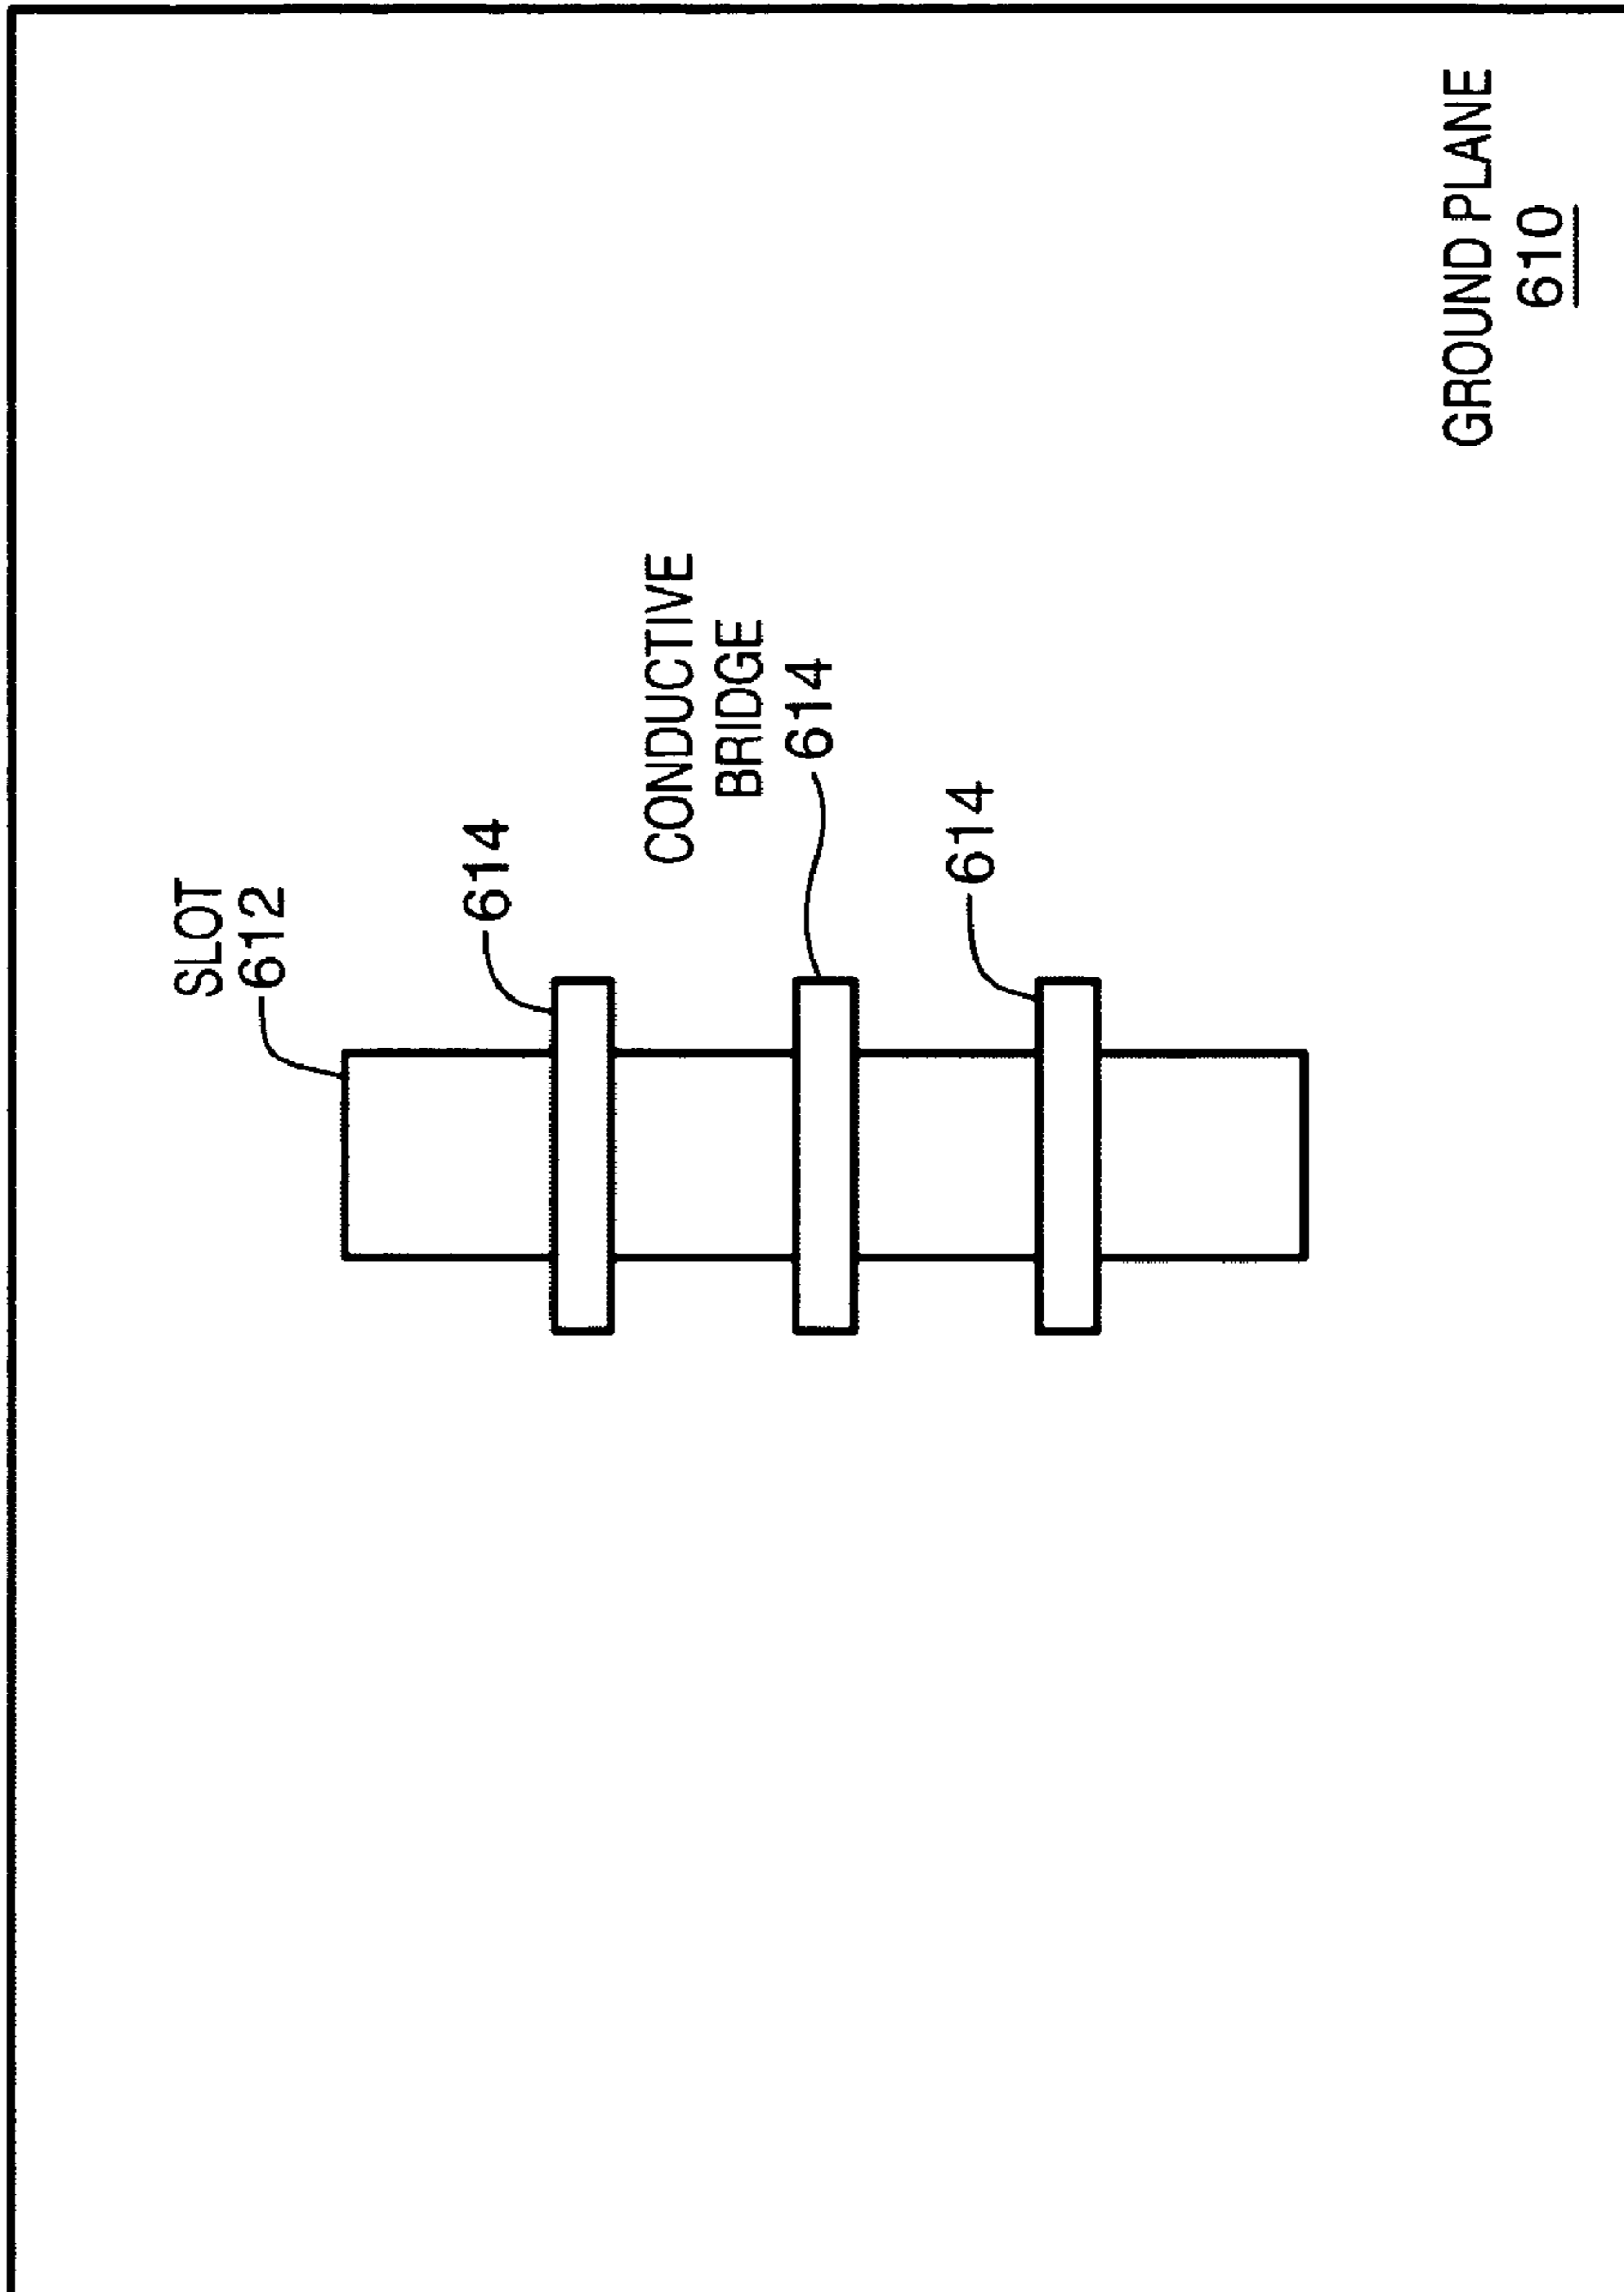 SLOT
612
614
CONDUCTIVE
BRIDGE
614
614
GROUND PLANE
610